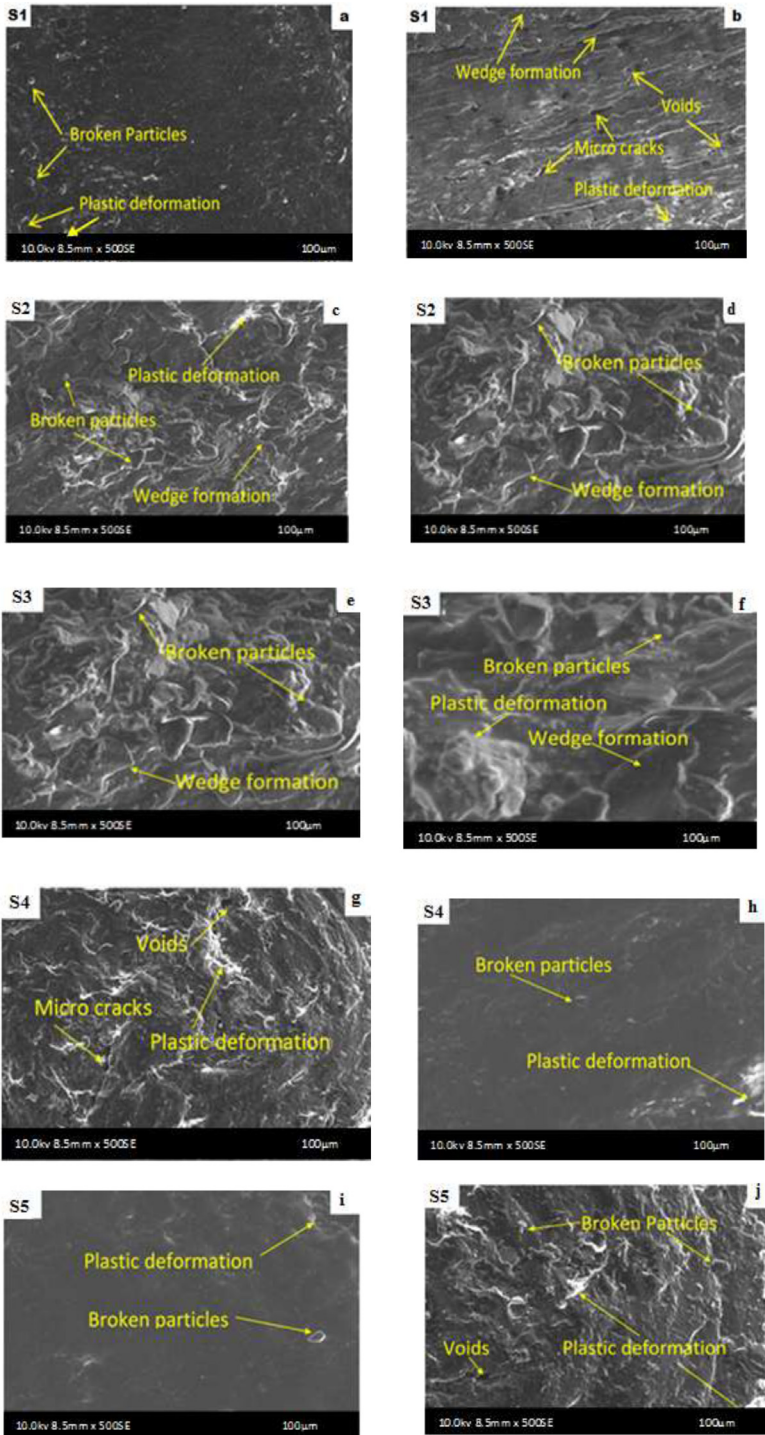 S1 a
Broken Particles
Plastic deformation
10.0kv 8.5mm x 500SE 100µm
S1 b
Wedge formation
Voids
Micro cracks
Plastic deformation
10.0kv 8.5mm x 500SE 100µm
S2 c
Plastic deformation
Broken particles
Wedge formation
10.0kv 8.5mm x 500SE 100µm
S2 d
Broken particles
Wedge formation
10.0kv 8.5mm x 500SE 100µm
S3 e
Broken particles
Wedge formation
10.0kv 8.5mm x 500SE 100µm
S3 f
Broken particles
Plastic deformation
Wedge formation
10.0kv 8.5mm x 500SE 100µm
S4 g
Voids
Micro cracks
Plastic deformation
10.0kv 8.5mm x 500SE 100µm
S4 h
Broken particles
Plastic deformation
10.0kv 8.5mm x 500SE 100µm
S5 i
Plastic deformation
Broken particles
10.0kv 8.5mm x 500SE 100µm
S5 j
Broken Particles
Voids
Plastic deformation
10.0kv 8.5mm x 500SE 100µm